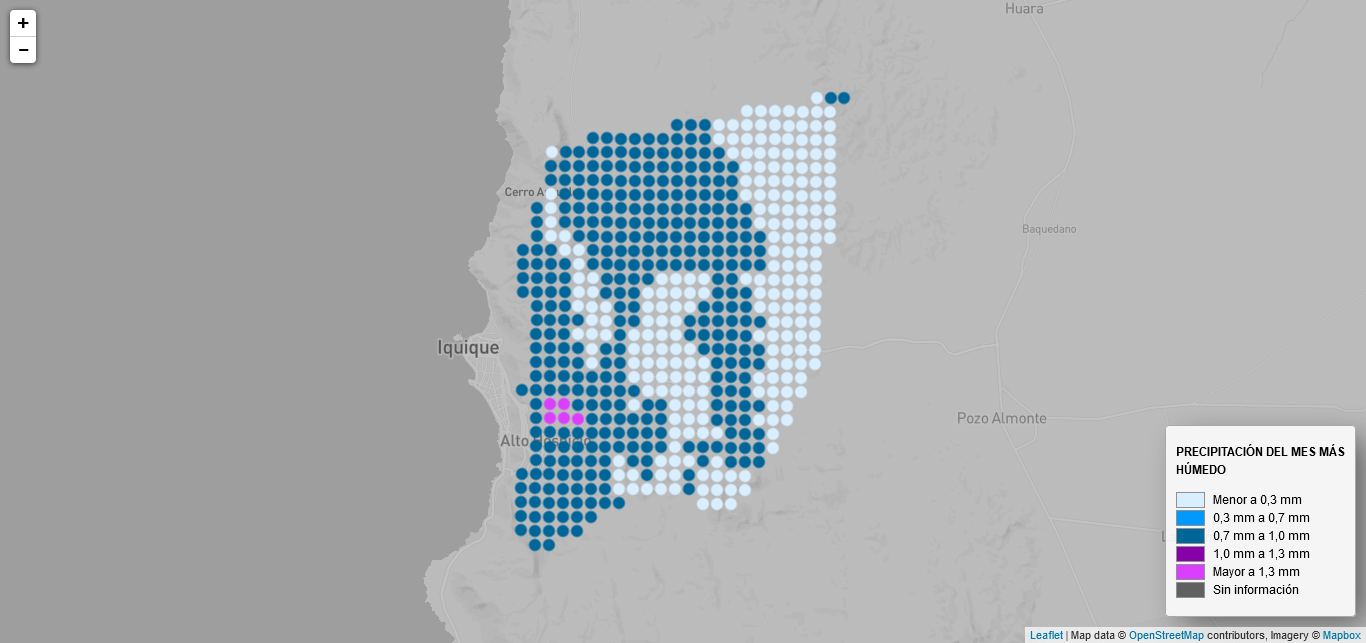 +
−
Huara
Baquedano
Iquique
Pozo Almonte
Alto Hospicio
PRECIPITACIÓN DEL MES MÁS
HÚMEDO
Menor a 0,3 mm
0,3 mm a 0,7 mm
0,7 mm a 1,0 mm
1,0 mm a 1,3 mm
Mayor a 1,3 mm
Sin información
Leaflet | Map data © OpenStreetMap contributors, Imagery © Mapbox
Cerro